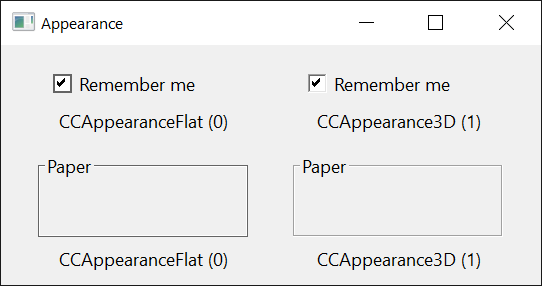 Appearance
Remember me
Remember me
CCAppearanceFlat (0)
CCAppearance3D (1)
Paper
Paper
CCAppearanceFlat (0)
CCAppearance3D (1)